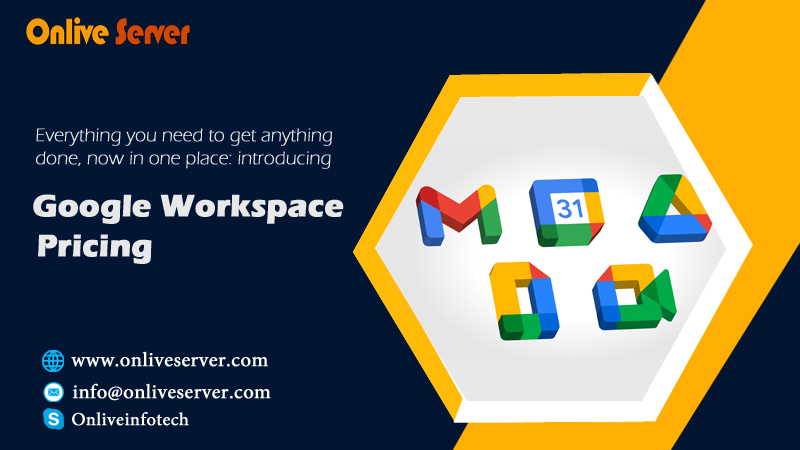 Onlive Server
Everything you need to get anything
done, now in one place: introducing
Google Workspace
Pricing
31
www.onliveserver.com
info@onliveserver.com
Onliveinfotech